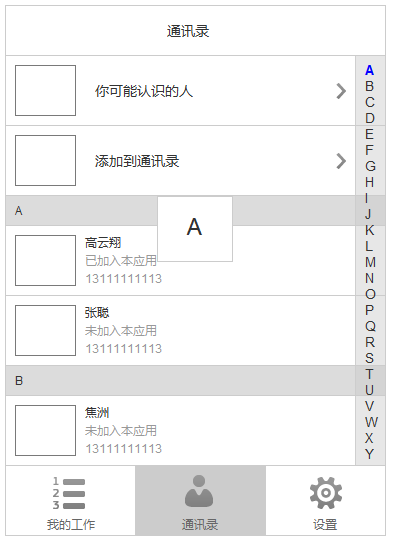 通讯录
你可能认识的人
添加到通讯录
A
A
高云翔
已加入本应用
13111111113
张聪
未加入本应用
13111111113
B
焦洲
未加入本应用
13111111113
A
B
C
D
E
F
G
H
I
J
K
L
M
N
O
P
Q
R
S
T
U
V
W
X
Y
1
2
3
我的工作
通讯录
设置